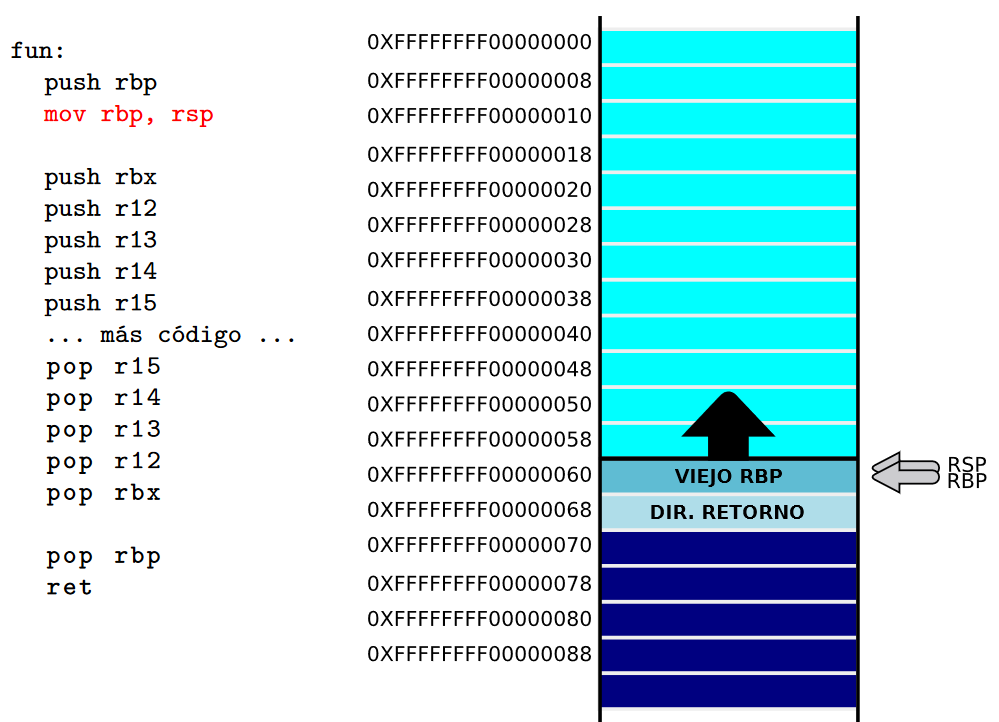 fun:
push rbp
mov rbp, rsp
push rbx
push r12
push r13
push r14
push r15
... más código ...
pop r15
pop r14
pop r13
pop r12
pop rbx
pop rbp
ret
0XFFFFFFFF00000000
0XFFFFFFFF00000008
0XFFFFFFFF00000010
0XFFFFFFFF00000018
0XFFFFFFFF00000020
0XFFFFFFFF00000028
0XFFFFFFFF00000030
0XFFFFFFFF00000038
0XFFFFFFFF00000040
0XFFFFFFFF00000048
0XFFFFFFFF00000050
0XFFFFFFFF00000058
0XFFFFFFFF00000060
0XFFFFFFFF00000068
0XFFFFFFFF00000070
0XFFFFFFFF00000078
0XFFFFFFFF00000080
0XFFFFFFFF00000088
VIEJO RBP
DIR. RETORNO
RSP
RBP